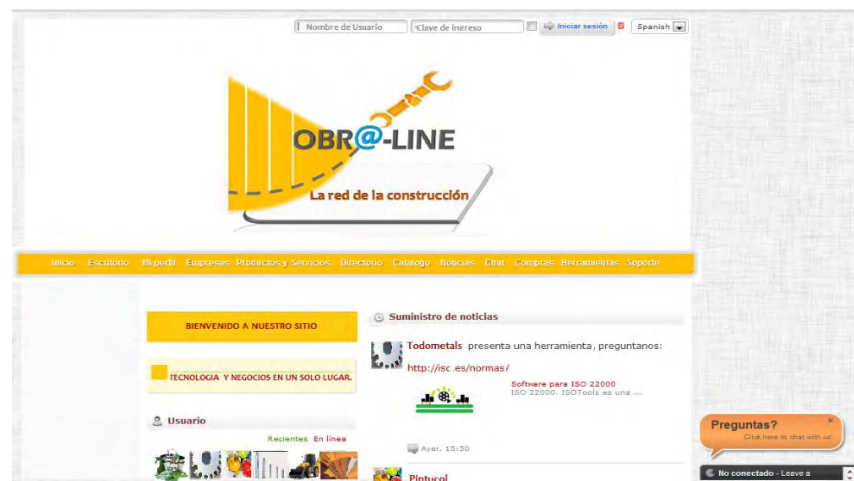 Nombre de Usuario Clave de ingreso Iniciar sesión Spanish
OBR@-LINE
La red de la construcción
Inicio Escritorio Mi perfil Empresas Productos y Servicios Directorio Catalogo Noticias Chat Compras Herramientas Soporte
BIENVENIDO A NUESTRO SITIO
TECNOLOGIA Y NEGOCIOS EN UN SOLO LUGAR.
Usuario
Recientes En línea
Suministro de noticias
Todometals presenta una herramienta, preguntanos:
http://isc.es/normas/
Software para ISO 22000
ISO 22000. ISOTools es una ...
Ayer, 15:50
Pintucol
Preguntas?
Click here to chat with us
No conectado - Leave a